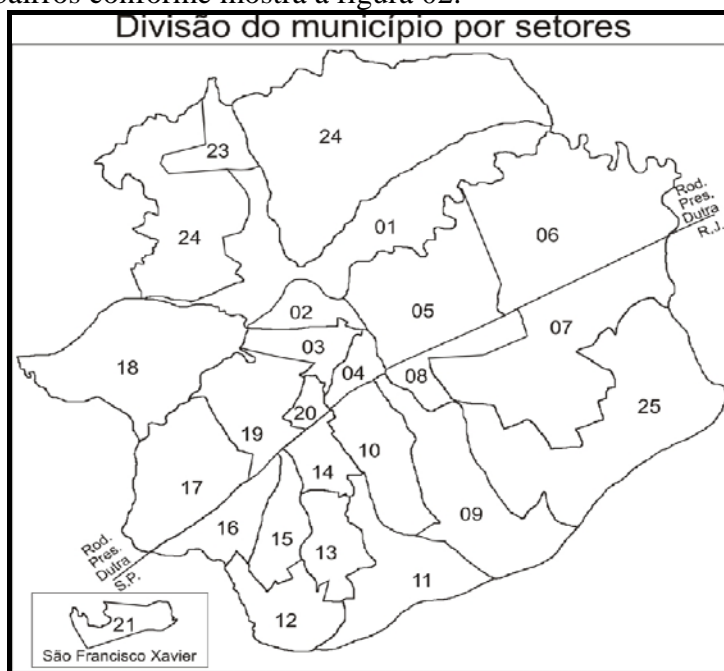 bairros conforme mostra a figura 02.
Divisão do município por setores
24
23
01
24
06
Rod.
Pres.
Dutra
R.J.
02
05
03
07
18
04
08
20
25
19
10
14
17
09
16
15
13
Rod.
Pres.
Dutra
S.P.
11
12
21
São Francisco Xavier